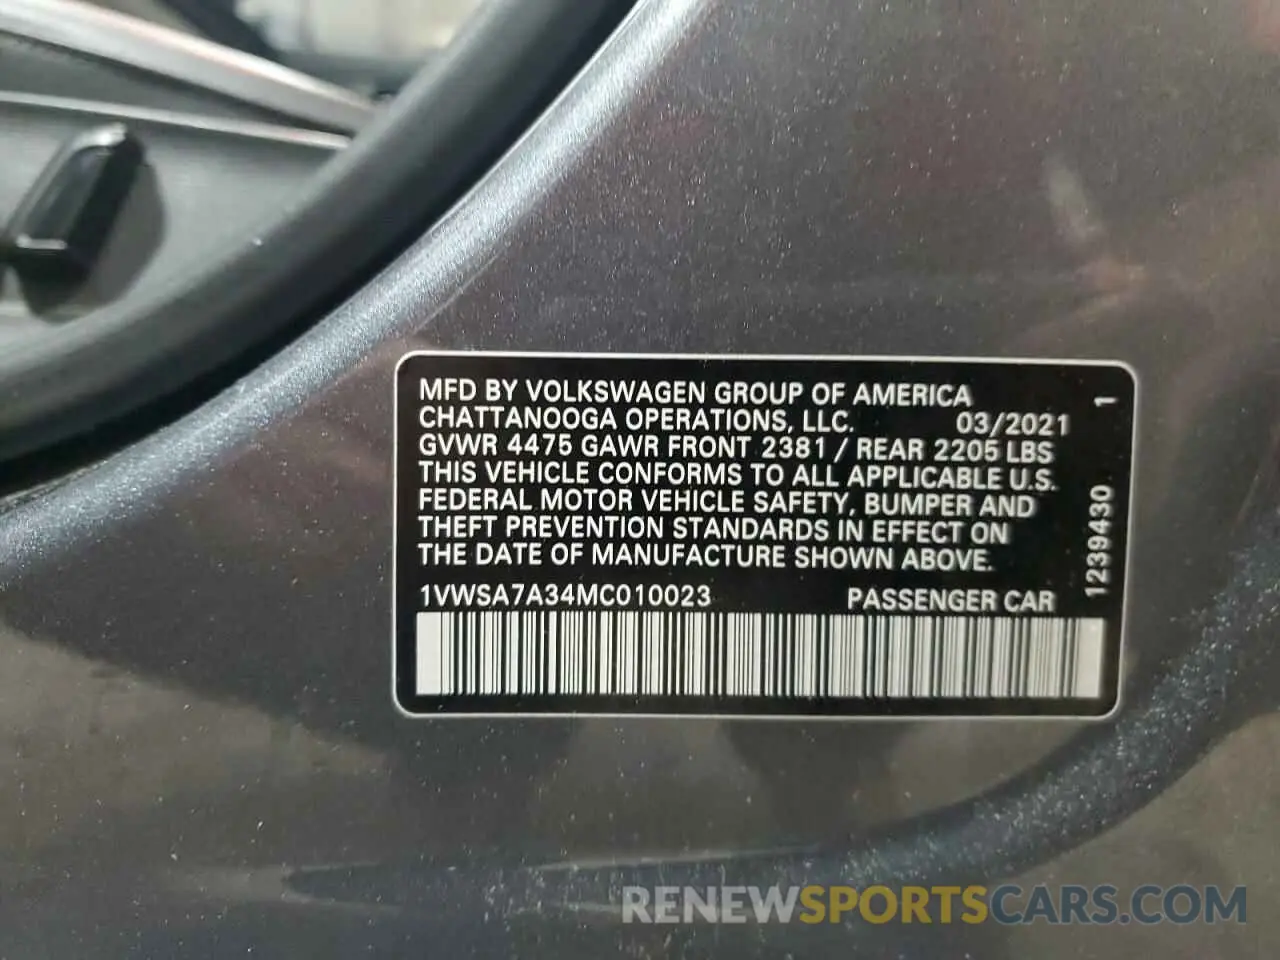 MFD BY VOLKSWAGEN GROUP OF AMERICA
CHATTANOOGA OPERATIONS, LLC. 03/2021
GVWR 4475 GAWR FRONT 2381 / REAR 2205 LBS
THIS VEHICLE CONFORMS TO ALL APPLICABLE U.S.
FEDERAL MOTOR VEHICLE SAFETY, BUMPER AND
THEFT PREVENTION STANDARDS IN EFFECT ON
THE DATE OF MANUFACTURE SHOWN ABOVE.
1VWSA7A34MC010023 PASSENGER CAR
1239430 1
RENEWSPORTSCARS.COM